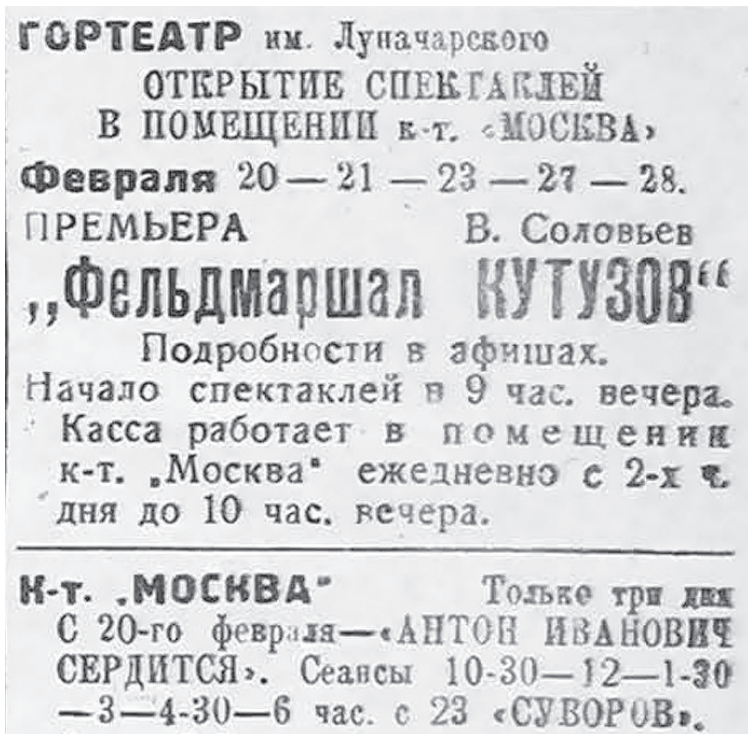 ГОРТЕАТР им. Луначарского
ОТКРЫТИЕ СПЕКТАКЛЕЙ
В ПОМЕЩЕНИИ к-т. «МОСКВА»
Февраля 20 — 21 — 23 — 27 — 28.
ПРЕМЬЕРА В. Соловьев
„Фельдмаршал КУТУЗОВ“
Подробности в афишах.
Начало спектаклей в 9 час. вечера.
Касса работает в помещении
к-т. „Москва“ ежедневно с 2-х ч.
дня до 10 час. вечера.
К-т. „МОСКВА“ Только три дня
С 20-го февраля—«АНТОН ИВАНОВИЧ
СЕРДИТСЯ». Сеансы 10-30—12—1-30
—3—4-30—6 час. с 23 «СУВОРОВ».